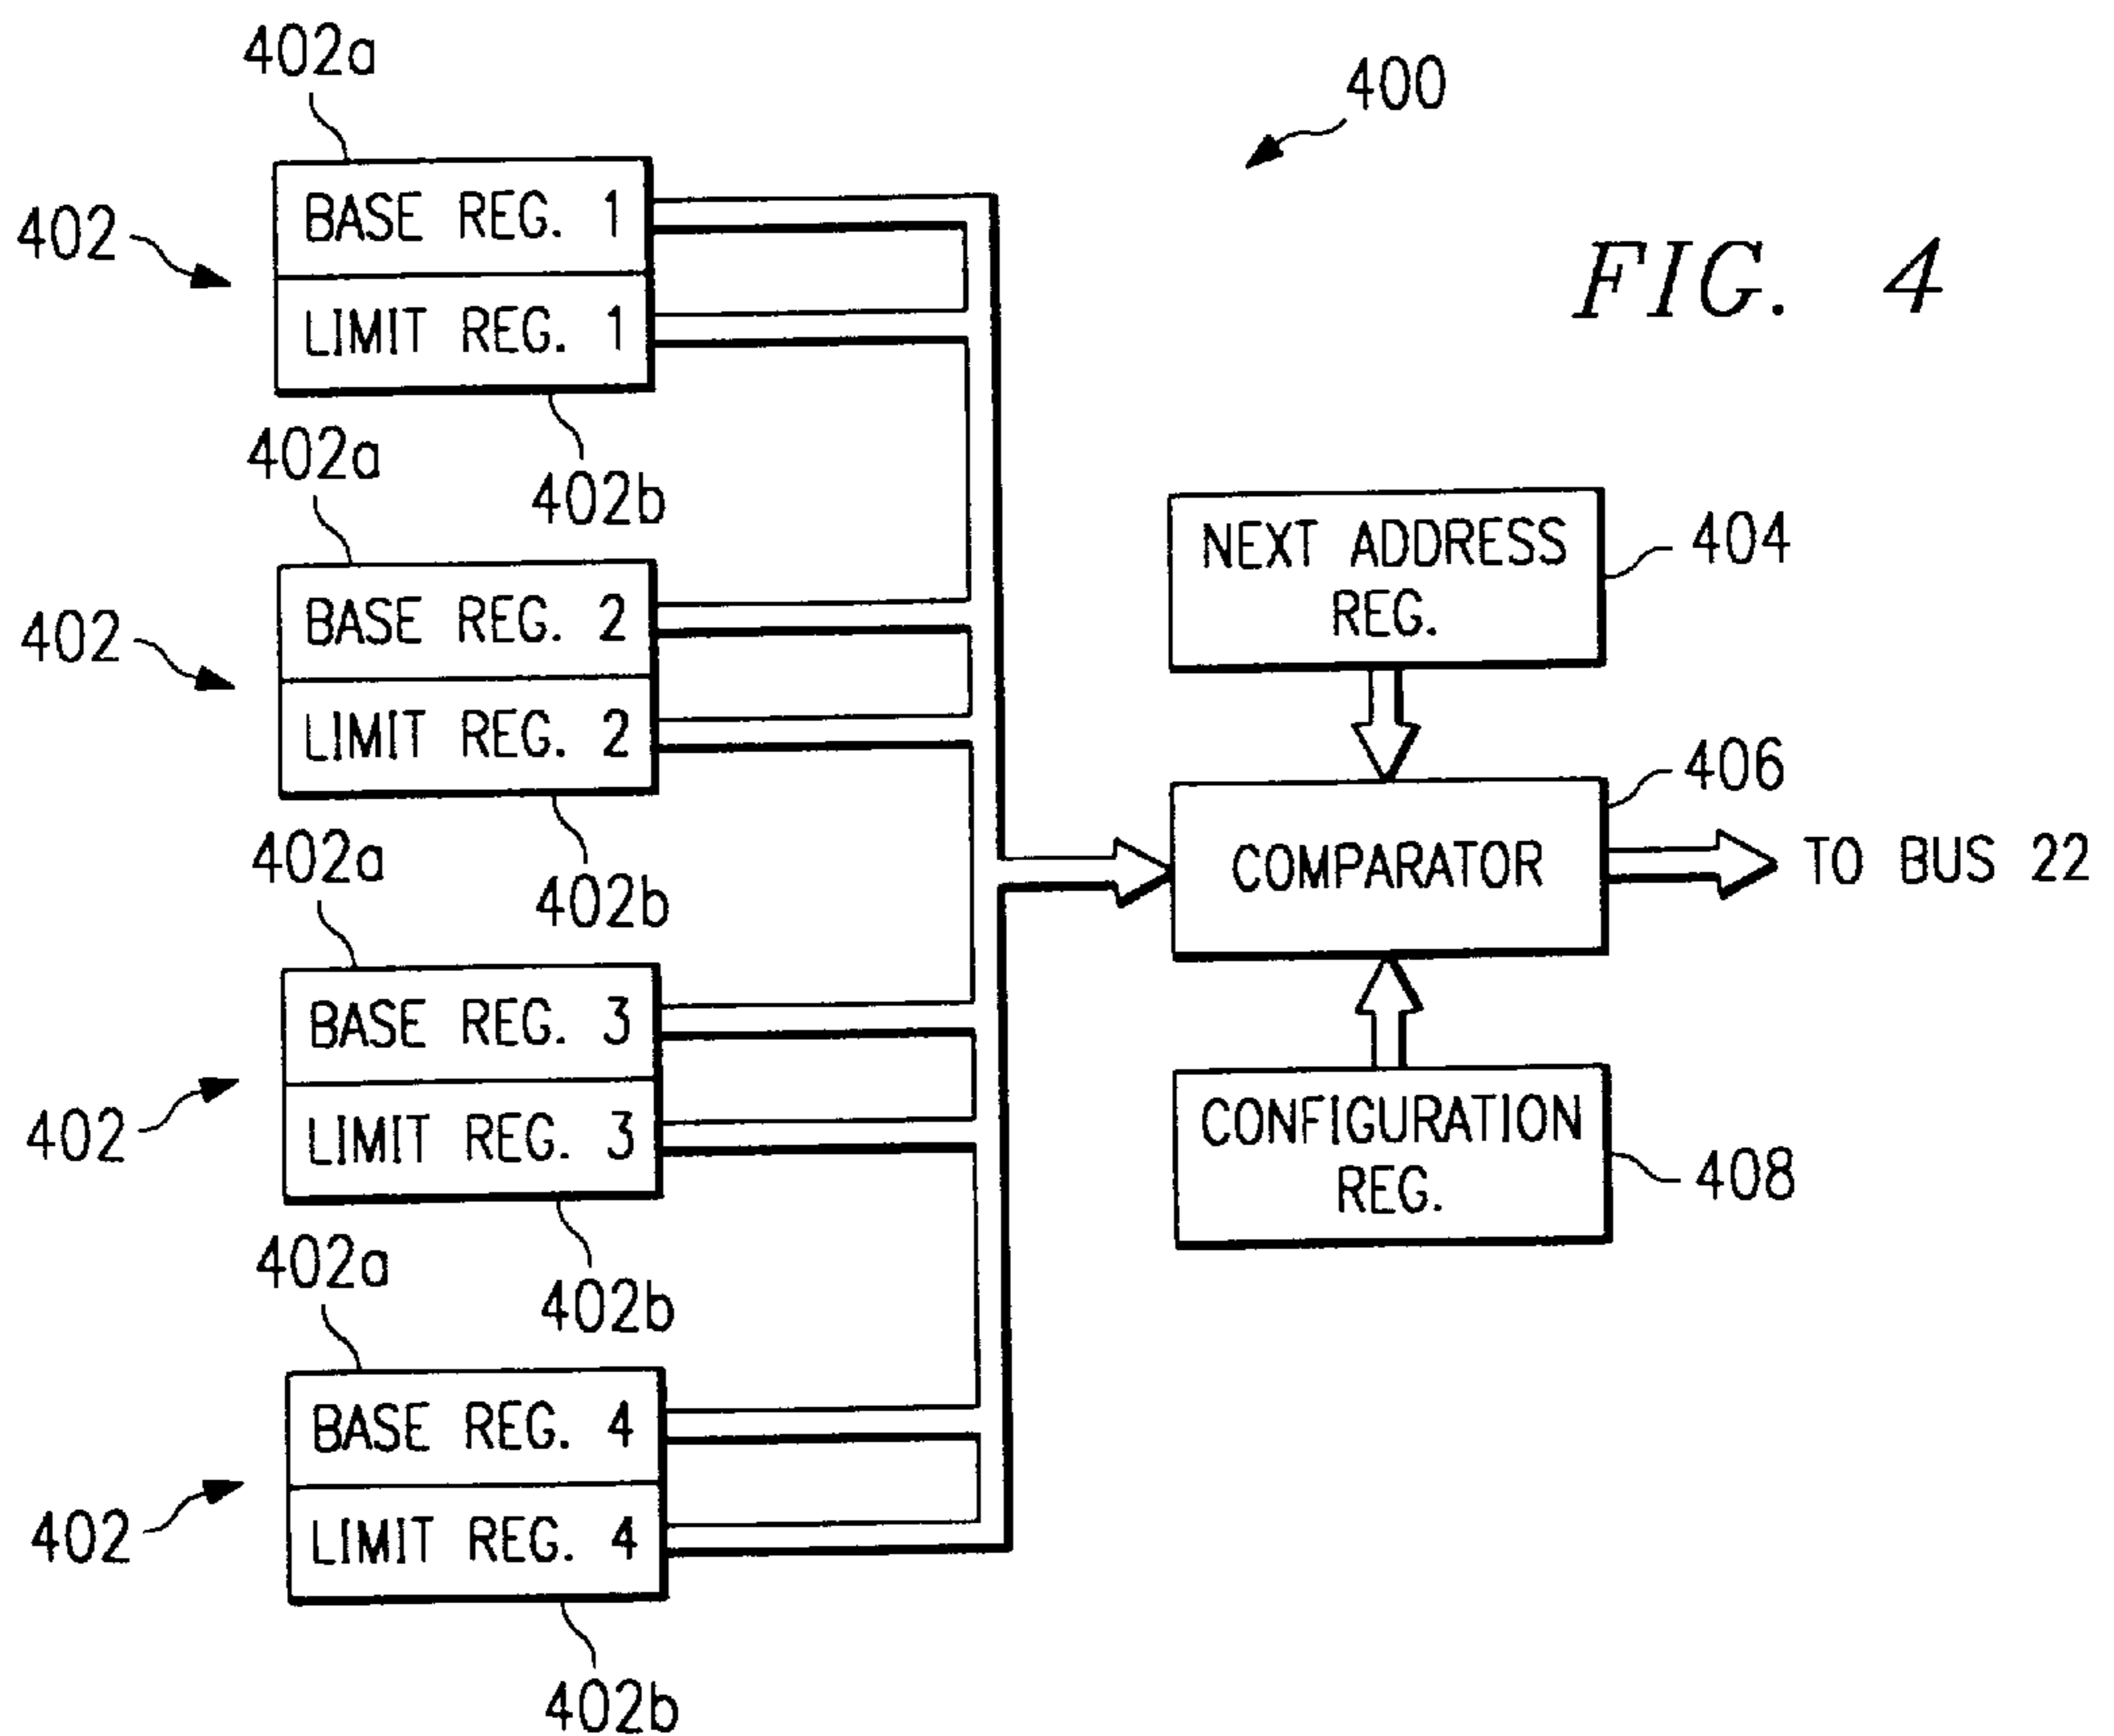 402a
400
402
BASE REG. 1
LIMIT REG. 1
FIG. 4
402a
402b
402
BASE REG. 2
LIMIT REG. 2
NEXT ADDRESS
REG.
404
406
402a
402b
COMPARATOR
TO BUS 22
402
BASE REG. 3
LIMIT REG. 3
CONFIGURATION
REG.
408
402a
402b
402
BASE REG. 4
LIMIT REG. 4
402b